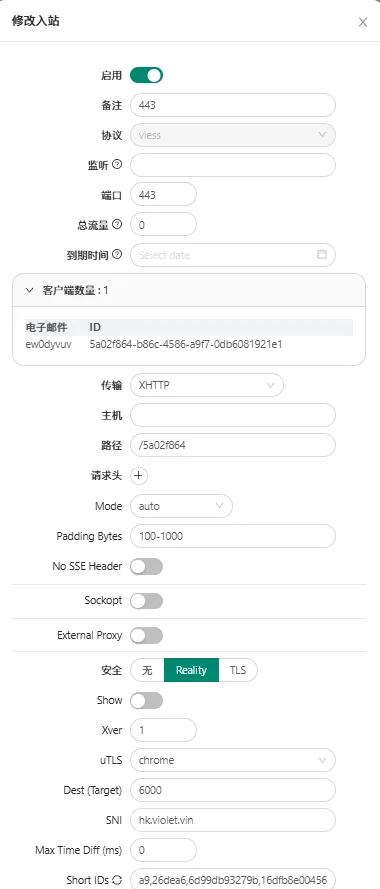 修改入站
启用
备注 443
协议 vless
监听
端口 443
总流量 0
到期时间 Select date
客户端数量 : 1
电子邮件 ID
ew0dyvuv 5a02f864-b86c-4586-a9f7-0db6081921e1
传输 XHTTP
主机
路径 /5a02f864
请求头
Mode auto
Padding Bytes 100-1000
No SSE Header
Sockopt
External Proxy
安全 无 Reality TLS
Show
Xver 1
uTLS chrome
Dest (Target) 6000
SNI hk.violet.vin
Max Time Diff (ms) 0
Short IDs a9,26dea6,6d99db93279b,16dfb8e00456